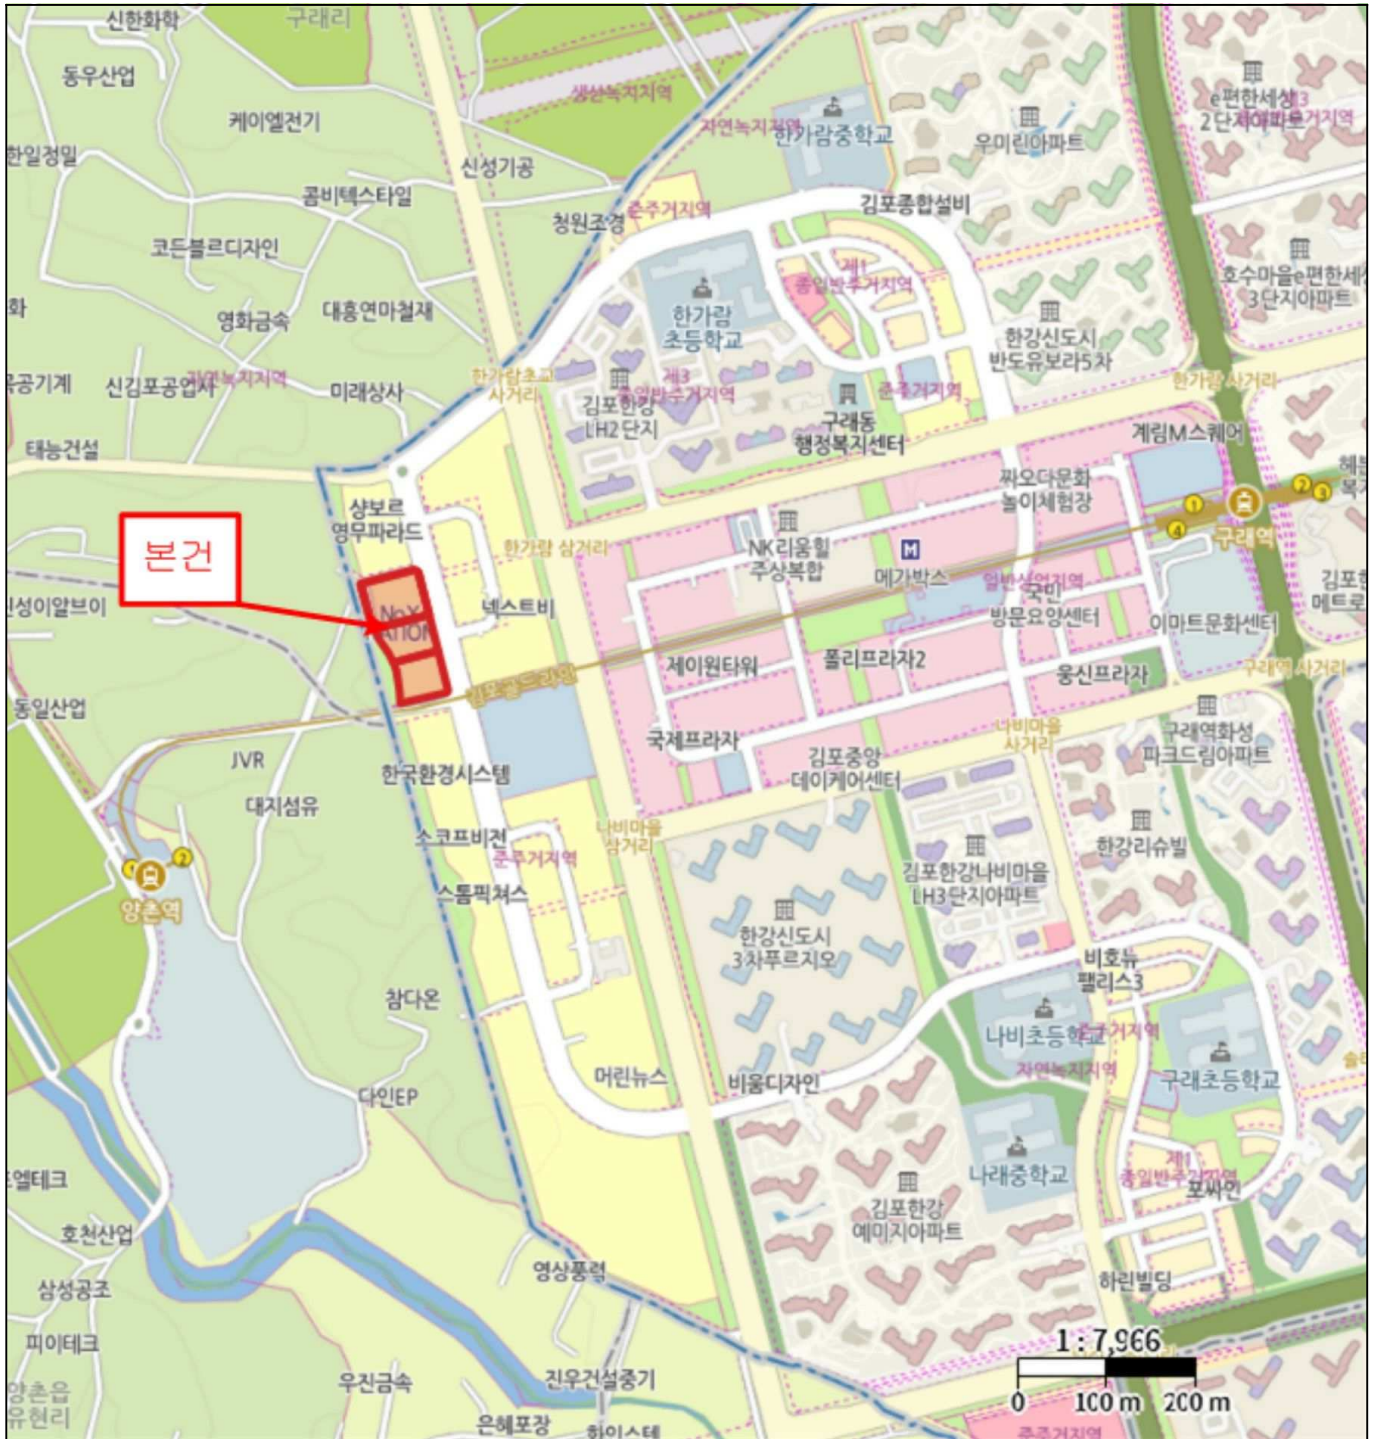 신한화학
구래리
동우산업
케이엘전기
생산녹지지역
자연녹지지역
한가람중학교
우미린아파트
e편한세상
2단지아파트
한일정밀
신성기공
콤비텍스타일
청원조경
준주거지역
김포종합설비
코든블르디자인
제1
종일반주거지역
호수마을e편한세상
3단지아파트
화
영화금속
대흥연마철재
한가람
초등학교
한강신도시
반도유보라5차
신김포공업사
자연녹지지역
미래상사
한가람초교
사거리
제3
종일반주거지역
김포한강
LH2단지
준주거지역
한가람 사거리
구래동
행정복지센터
태능건설
계림M스퀘어
샹보르
영무파라드
짜오다문화
놀이체험장
1
2
3
4
구래역
본건
한가람 삼거리
NK리움힐
주상복합
메가박스
일반상업지역
국민
방문요양센터
이마트문화센터
넥스트비
제이원타워
폴리프라자2
웅신프라자
구래역 사거리
김포골드라인
동일산업
국제프라자
나비마을
사거리
구래역화성
파크드림아파트
JVR
한국환경시스템
김포중앙
데이케어센터
대지섬유
소코프비전
나비마을
삼거리
준주거지역
한강리슈빌
김포한강나비마을
LH3단지아파트
2
양촌역
스톰픽쳐스
한강신도시
3차푸르지오
비호뉴
팰리스3
참다온
나비초등학교
준주거지역
자연녹지지역
구래초등학교
머린뉴스
비움디자인
다인EP
나래중학교
제1
종일반주거지역
포싸인
김포한강
예미지아파트
호천산업
영상풍력
하린빌딩
삼성공조
피이테크
1 : 7,966
0 100 m 200 m
양촌읍
유현리
우진금속
진우건설중기
은혜포장
준주거지역